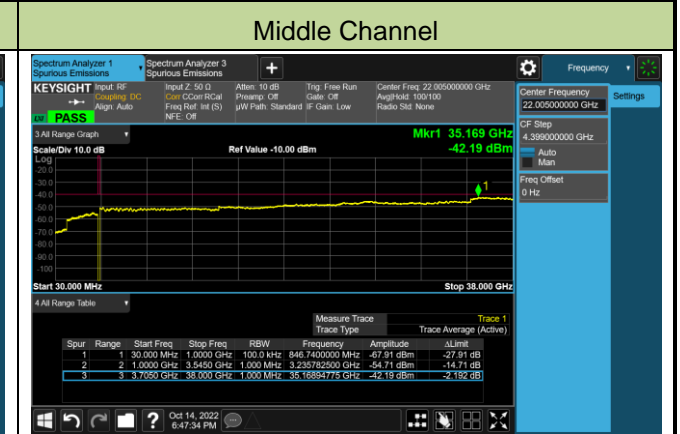 Middle Channel
Spectrum Analyzer 1
Spurious Emissions
Spectrum Analyzer 3
Spurious Emissions
Frequency
KEYSIGHT
Input: RF
Coupling: DC
Align: Auto
Input Z: 50 Ω
Corr CCorr RCal
Freq Ref: Int (S)
NFE: Off
Atten: 10 dB
Preamp: Off
µW Path: Standard
Trig: Free Run
Gate: Off
IF Gain: Low
Center Freq: 22.005000000 GHz
Avg|Hold: 100/100
Radio Std: None
PASS
Center Frequency
22.005000000 GHz
Settings
CF Step
4.399000000 GHz
Auto
Man
Freq Offset
0 Hz
3 All Range Graph
Mkr1 35.169 GHz
Scale/Div 10.0 dB
Ref Value -10.00 dBm
-42.19 dBm
Log
-20.0
-30.0
-40.0
-50.0
-60.0
-70.0
-80.0
-90.0
-100
1
Start 30.000 MHz
Stop 38.000 GHz
4 All Range Table
Measure Trace Trace 1
Trace Type Trace Average (Active)
Spur Range Start Freq Stop Freq RBW Frequency Amplitude ΔLimit
1 1 30.000 MHz 1.0000 GHz 100.0 kHz 846.7400000 MHz -67.91 dBm -27.91 dB
2 2 1.0000 GHz 3.5450 GHz 1.000 MHz 3.235782500 GHz -54.71 dBm -14.71 dB
3 3 3.7050 GHz 38.000 GHz 1.000 MHz 35.16894775 GHz -42.19 dBm -2.192 dB
Oct 14, 2022
6:47:34 PM